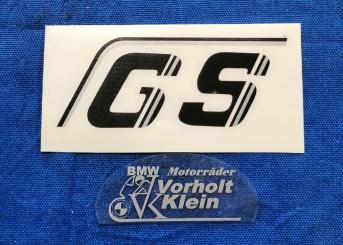 GS
BMW Motorräder
Vorholt
Klein